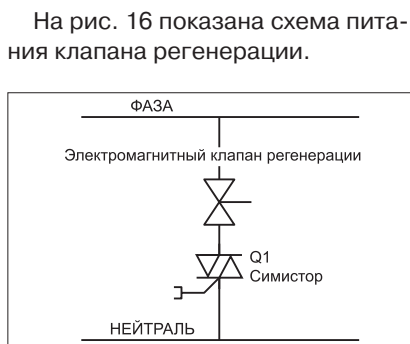 На рис. 16 показана схема пита-
ния клапана регенерации.
ФАЗА
Электромагнитный клапан регенерации
Q1
Симистор
НЕЙТРАЛЬ